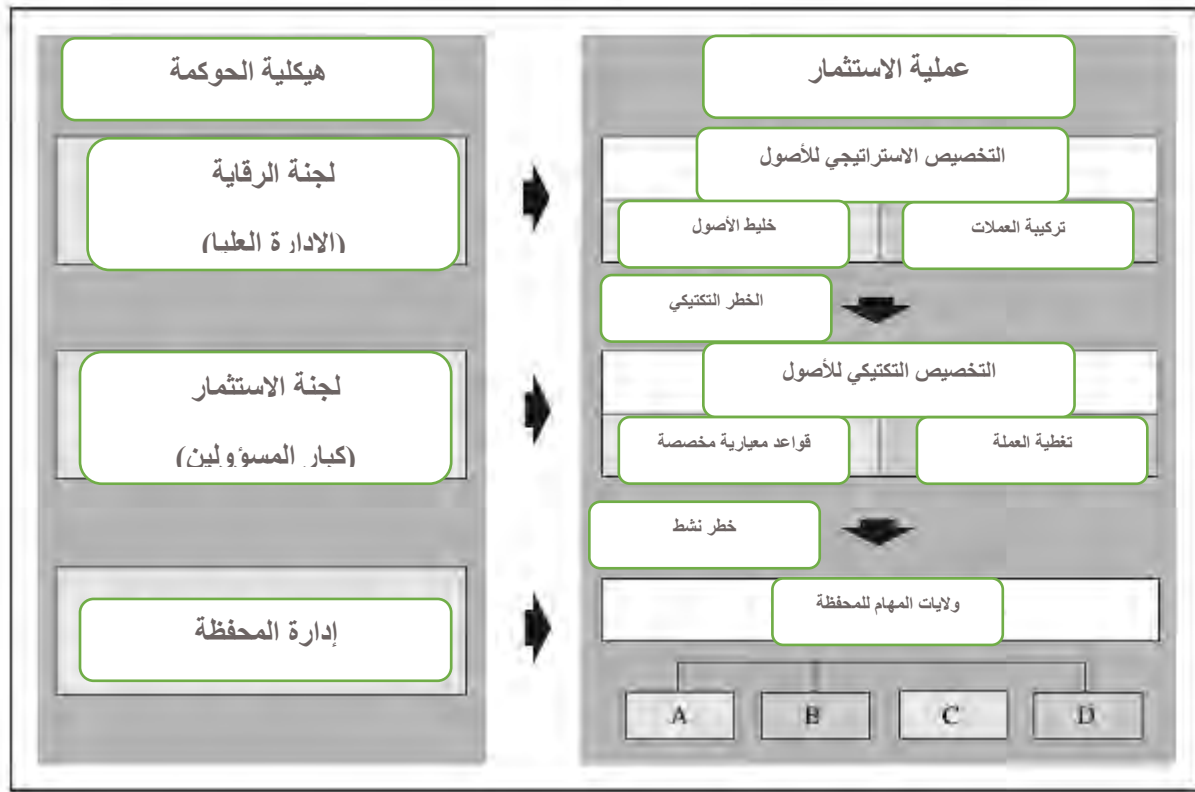 هيكلية الحوكمة
لجنة الرقاية
(الادارة العليا)
لجنة الاستثمار
(كبار المسؤولين)
إدارة المحفظة
عملية الاستثمار
التخصيص الاستراتيجي للأصول
خليط الأصول
تركيبة العملات
الخطر التكتيكي
التخصيص التكتيكي للأصول
قواعد معيارية مخصصة
تغطية العملة
خطر نشط
ولايات المهام للمحفظة
A B C D